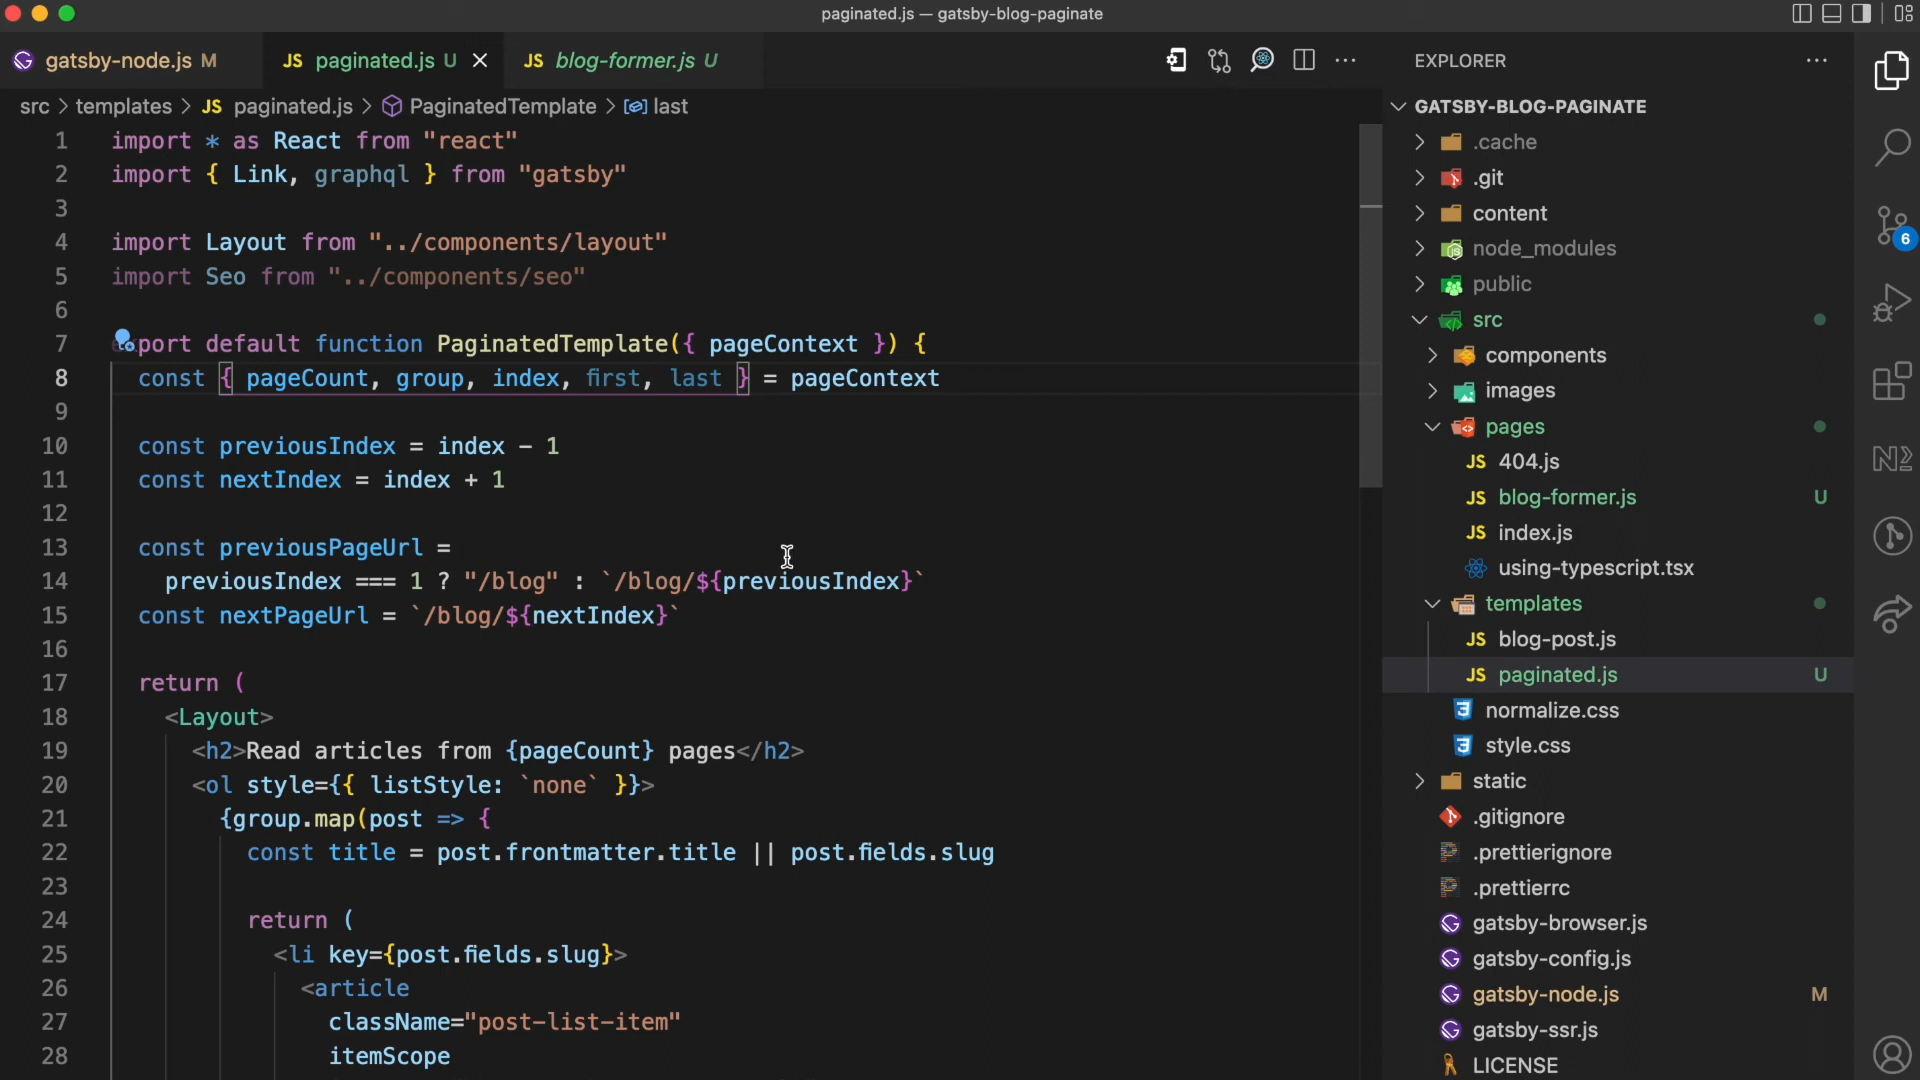 paginated.js — gatsby-blog-paginate
gatsby-node.js M
JS paginated.js U
JS blog-former.js U
src > templates > JS paginated.js > PaginatedTemplate > last
1 import * as React from "react"
2 import { Link, graphql } from "gatsby"
3
4 import Layout from "../components/layout"
5 import Seo from "../components/seo"
6
7 port default function PaginatedTemplate({ pageContext }) {
8 const { pageCount, group, index, first, last } = pageContext
9
10 const previousIndex = index - 1
11 const nextIndex = index + 1
12
13 const previousPageUrl =
14 previousIndex === 1 ? "/blog" : `/blog/${previousIndex}`
15 const nextPageUrl = `/blog/${nextIndex}`
16
17 return (
18 <Layout>
19 <h2>Read articles from {pageCount} pages</h2>
20 <ol style={{ listStyle: `none` }}>
21 {group.map(post => {
22 const title = post.frontmatter.title || post.fields.slug
23
24 return (
25 <li key={post.fields.slug}>
26 <article
27 className="post-list-item"
28 itemScope
EXPLORER
GATSBY-BLOG-PAGINATE
.cache
.git
content
node_modules
public
src
components
images
pages
JS 404.js
JS blog-former.js U
JS index.js
using-typescript.tsx
templates
JS blog-post.js
JS paginated.js U
normalize.css
style.css
static
.gitignore
.prettierignore
.prettierrc
gatsby-browser.js
gatsby-config.js
gatsby-node.js M
gatsby-ssr.js
LICENSE
6